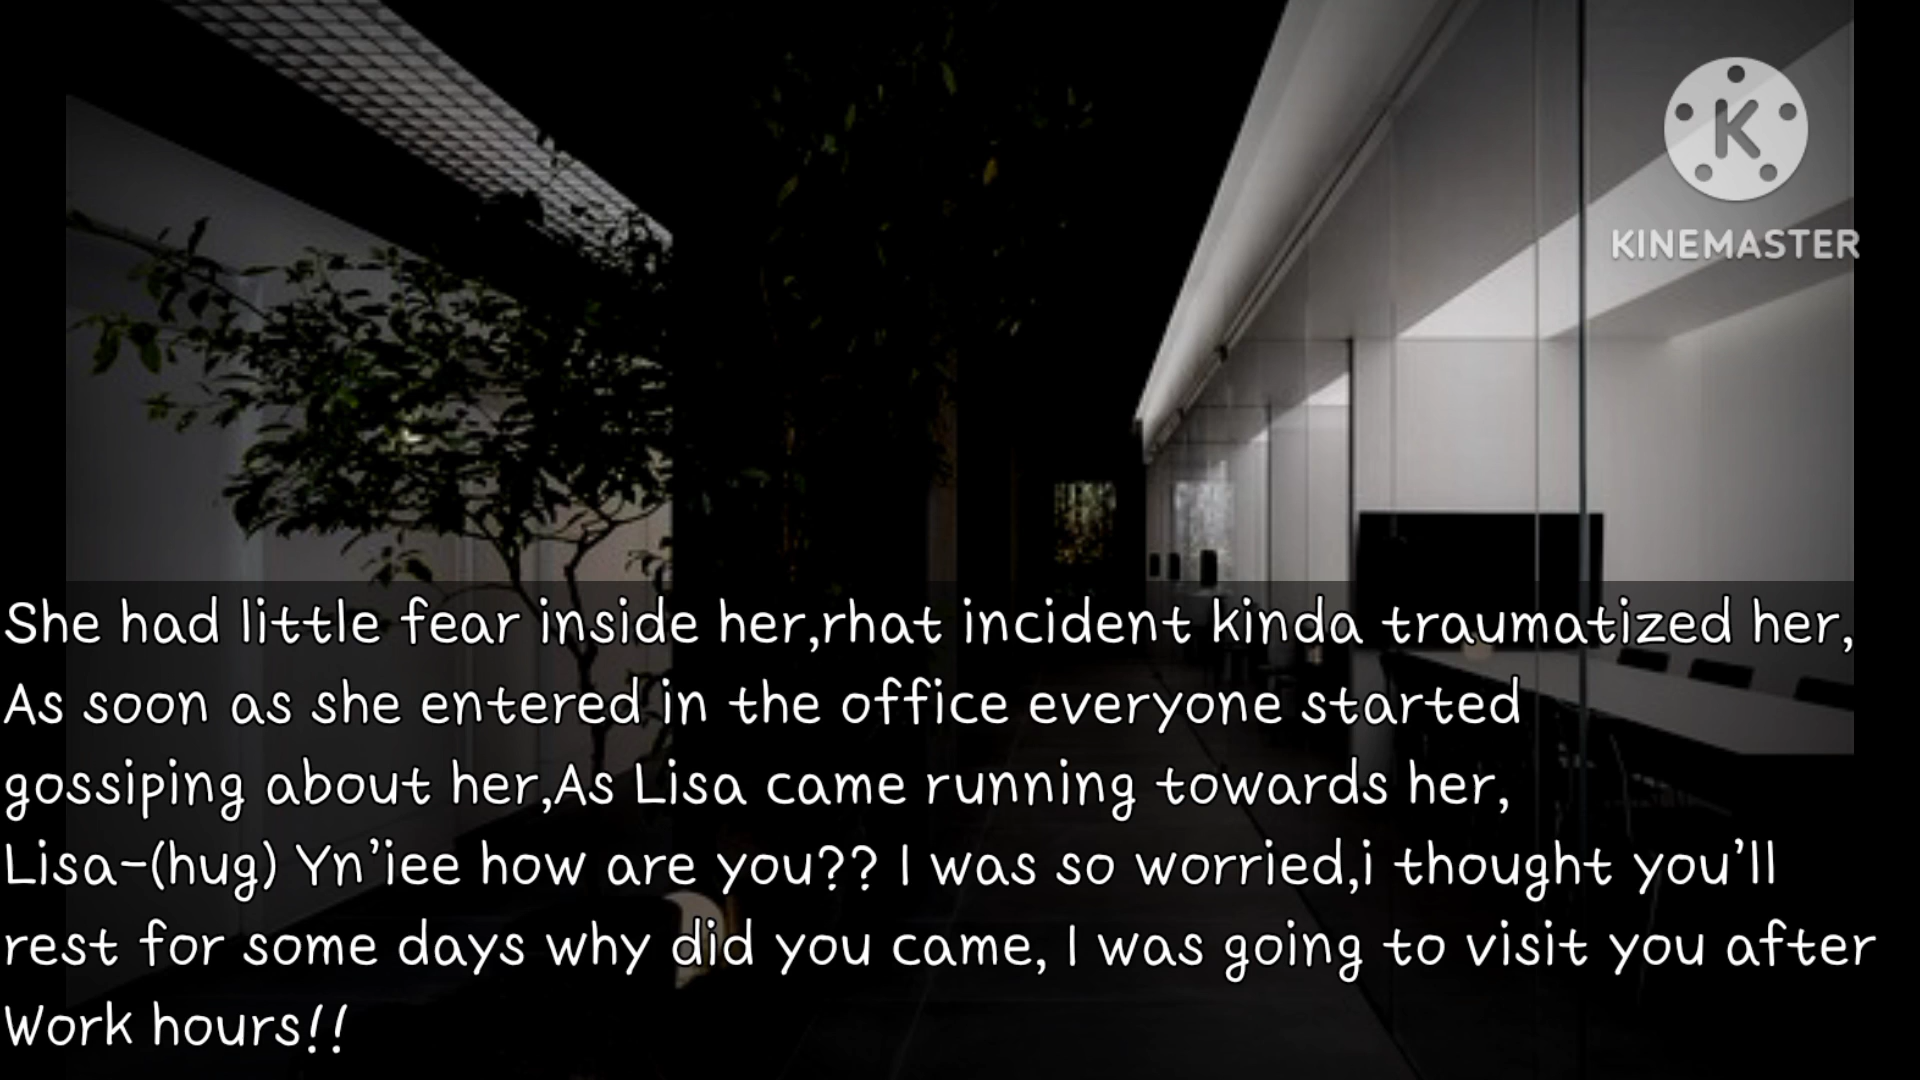 K
KINEMASTER
She had little fear inside her,rhat incident kinda traumatized her,
As soon as she entered in the office everyone started
gossiping about her,As Lisa came running towards her,
Lisa-(hug) Yn'iee how are you?? I was so worried,i thought you'll
rest for some days why did you came, I was going to visit you after
Work hours!!